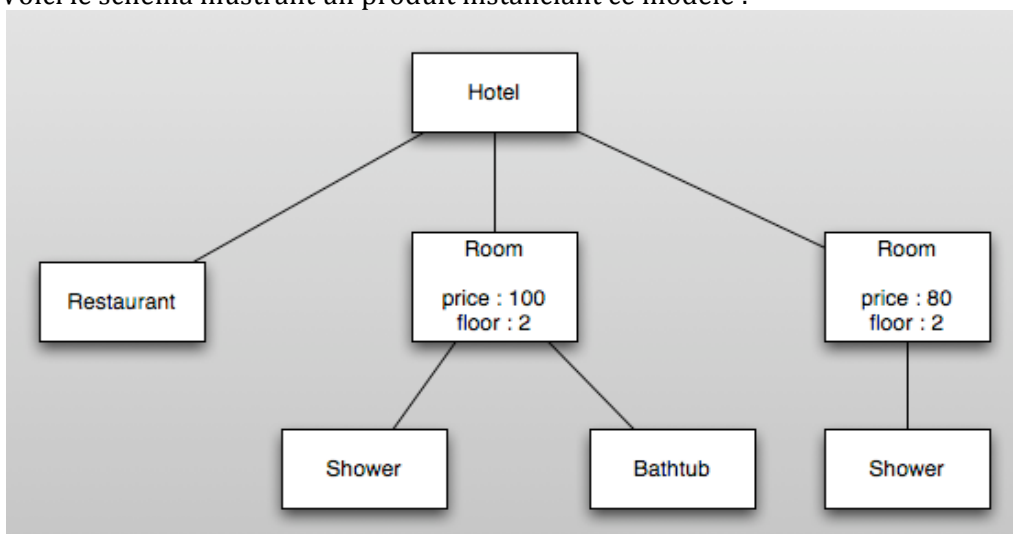 Voici le schéma illustrant un produit instanciant ce modèle :
Hotel
Restaurant
Room
price : 100
floor : 2
Room
price : 80
floor : 2
Shower
Bathtub
Shower